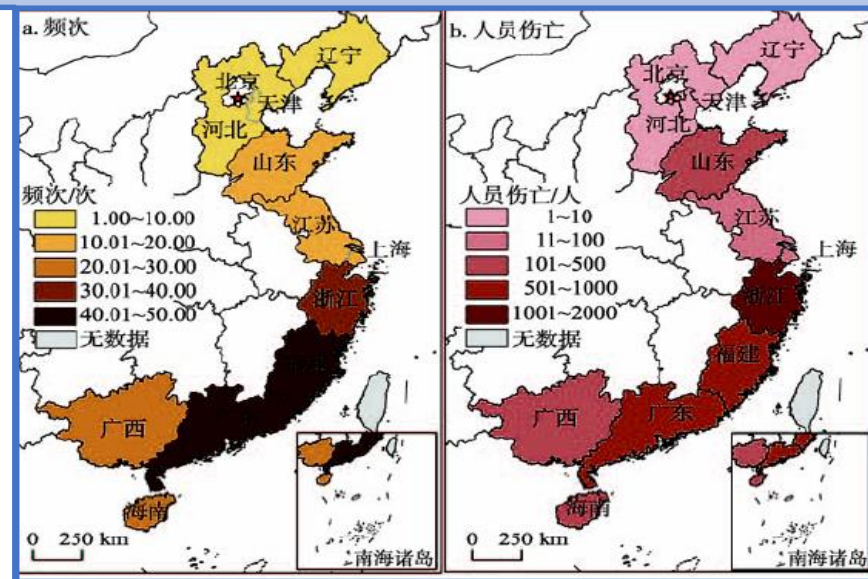 a. 频次
辽宁
北京
天津
河北
山东
频次/次
1.00~10.00
10.01~20.00
20.01~30.00
30.01~40.00
40.01~50.00
无数据
江苏
上海
浙江
广西
海南
0 250 km
南海诸岛
b. 人员伤亡
辽宁
北京
天津
河北
山东
人员伤亡/人
1~10
11~100
101~500
501~1000
1001~2000
无数据
江苏
上海
浙江
福建
广西
广东
海南
0 250 km
南海诸岛